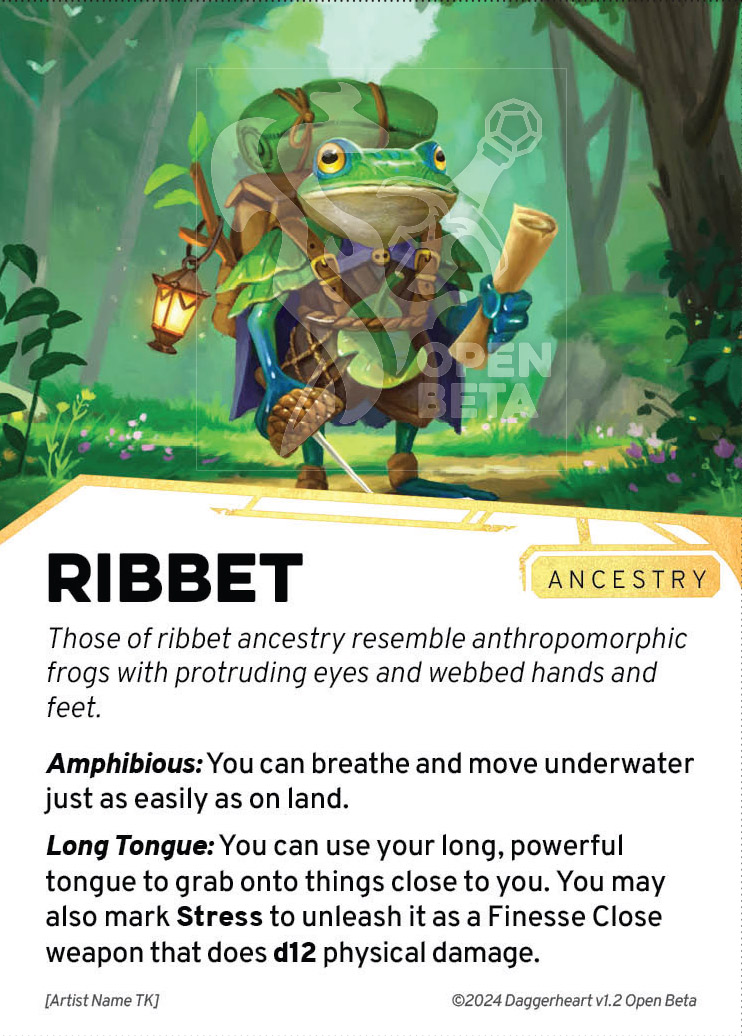 OPEN
BETA
RIBBET
ANCESTRY
Those of ribbet ancestry resemble anthropomorphic
frogs with protruding eyes and webbed hands and
feet.
Amphibious: You can breathe and move underwater
just as easily as on land.
Long Tongue: You can use your long, powerful
tongue to grab onto things close to you. You may
also mark Stress to unleash it as a Finesse Close
weapon that does d12 physical damage.
[Artist Name TK]
©2024 Daggerheart v1.2 Open Beta